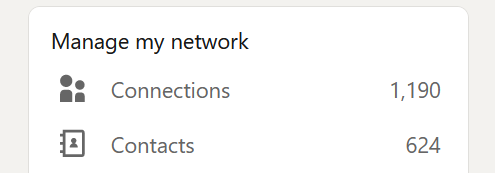 Manage my network
Connections 1,190
Contacts 624